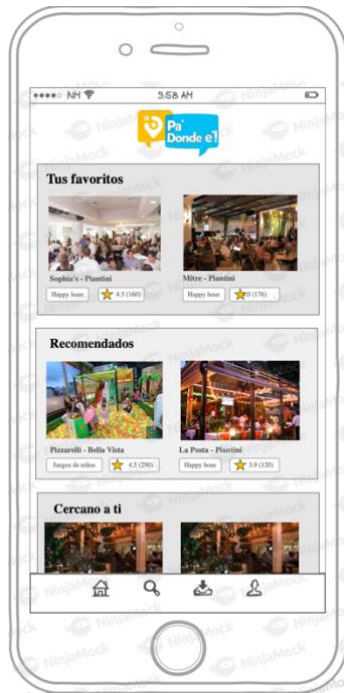 NM 3:58 AM
Pa'
Donde e'!
Tus favoritos
Sophia's - Piantini
Mitre - Piantini
Happy hour
4.5 (160)
Happy hour
(176)
Recomendados
Pizzarelli - Bella Vista
La Posta - Piantini
Juegos de niños
4.5 (290)
Happy hour
3.9 (120)
Cercano a ti
NinjaMock